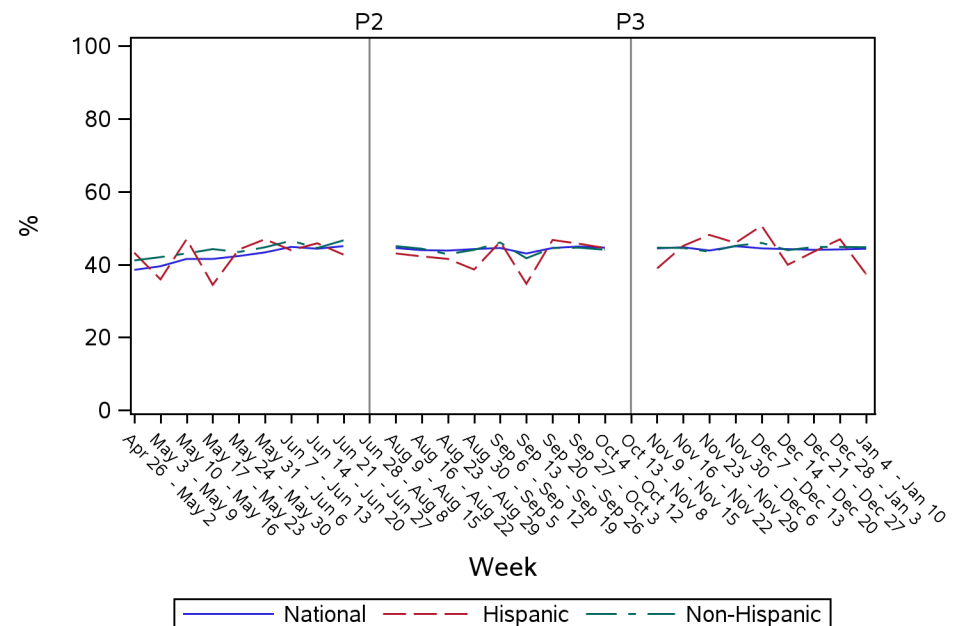 P2 P3
100
80
60
40
20
0
%
Apr 26 - May 2
May 3 - May 9
May 10 - May 16
May 17 - May 23
May 24 - May 30
May 31 - Jun 6
Jun 7 - Jun 13
Jun 14 - Jun 20
Jun 21 - Jun 27
Jun 28 - Aug 8
Aug 9 - Aug 15
Aug 16 - Aug 22
Aug 23 - Aug 29
Aug 30 - Sep 5
Sep 6 - Sep 12
Sep 13 - Sep 19
Sep 20 - Sep 26
Sep 27 - Oct 3
Oct 4 - Oct 12
Oct 13 - Nov 8
Nov 9 - Nov 15
Nov 16 - Nov 22
Nov 23 - Nov 29
Nov 30 - Dec 6
Dec 7 - Dec 13
Dec 14 - Dec 20
Dec 21 - Dec 27
Dec 28 - Jan 3
Jan 4 - Jan 10
Week
National Hispanic Non-Hispanic